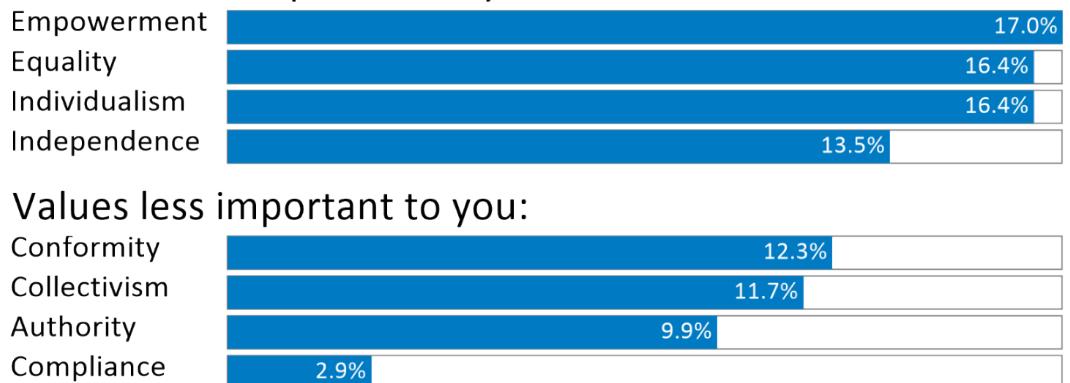 Empowerment 17.0%
Equality 16.4%
Individualism 16.4%
Independence 13.5%
Values less important to you:
Conformity 12.3%
Collectivism 11.7%
Authority 9.9%
Compliance 2.9%